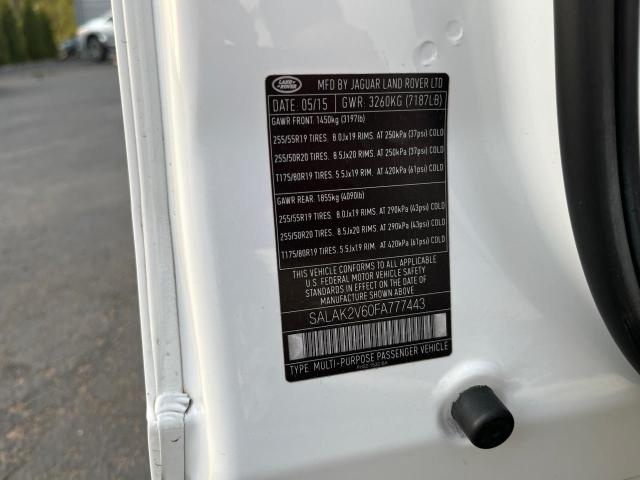 LAND ROVER
MFD BY JAGUAR LAND ROVER LTD
DATE: 05/15 GWR: 3260KG (7187LB)
GAWR FRONT. 1450kg (3197lb)
255/55R19 TIRES. 8.0Jx19 RIMS. AT 250kPa (37psi) COLD
255/50R20 TIRES. 8.5Jx20 RIMS. AT 250kPa (37psi) COLD
T175/80R19 TIRES. 5.5Jx19 RIM. AT 420kPa (61psi) COLD
GAWR REAR. 1855kg (4090lb)
255/55R19 TIRES. 8.0Jx19 RIMS. AT 290kPa (43psi) COLD
255/50R20 TIRES. 8.5Jx20 RIMS. AT 290kPa (43psi) COLD
T175/80R19 TIRES. 5.5Jx19 RIM. AT 420kPa (61psi) COLD
THIS VEHICLE CONFORMS TO ALL APPLICABLE
U.S. FEDERAL MOTOR VEHICLE SAFETY
STANDARDS IN EFFECT ON THE DATE OF
MANUFACTURE SHOWN ABOVE
SALAK2V60FA777443
TYPE: MULTI-PURPOSE PASSENGER VEHICLE